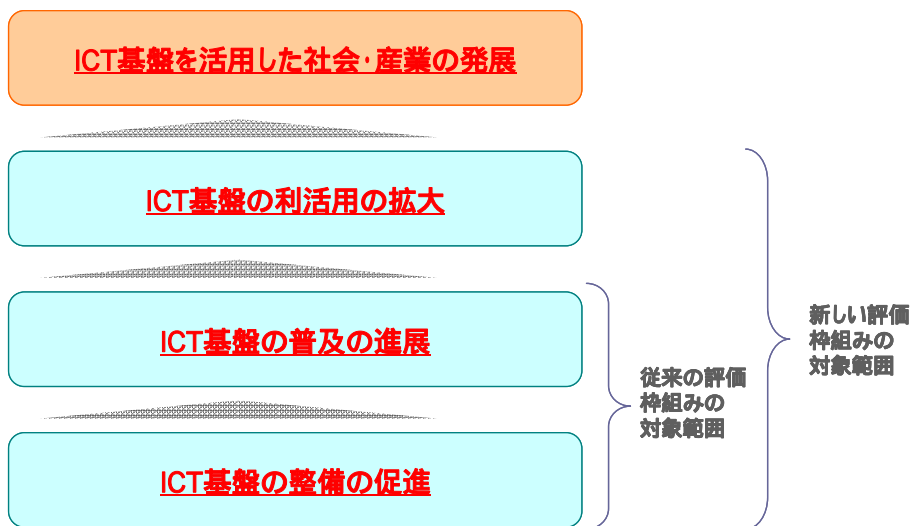 ICT基盤を活用した社会・産業の発展
ICT基盤の利活用の拡大
ICT基盤の普及の進展
ICT基盤の整備の促進
従来の評価
枠組みの
対象範囲
新しい評価
枠組みの
対象範囲